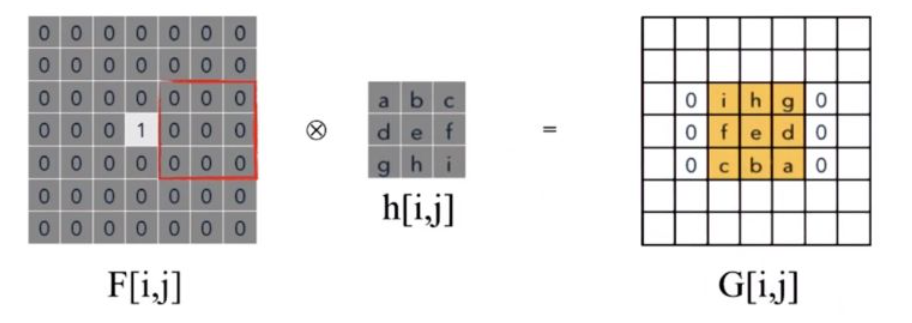 0 0 0 0 0 0 0
0 0 0 0 0 0 0
0 0 0 0 0 0 0 a b c 0 i h g 0
0 0 0 1 0 0 0 ⊗ d e f = 0 f e d 0
0 0 0 0 0 0 0 g h i 0 c b a 0
0 0 0 0 0 0 0
0 0 0 0 0 0 0
h[i,j]
F[i,j] G[i,j]